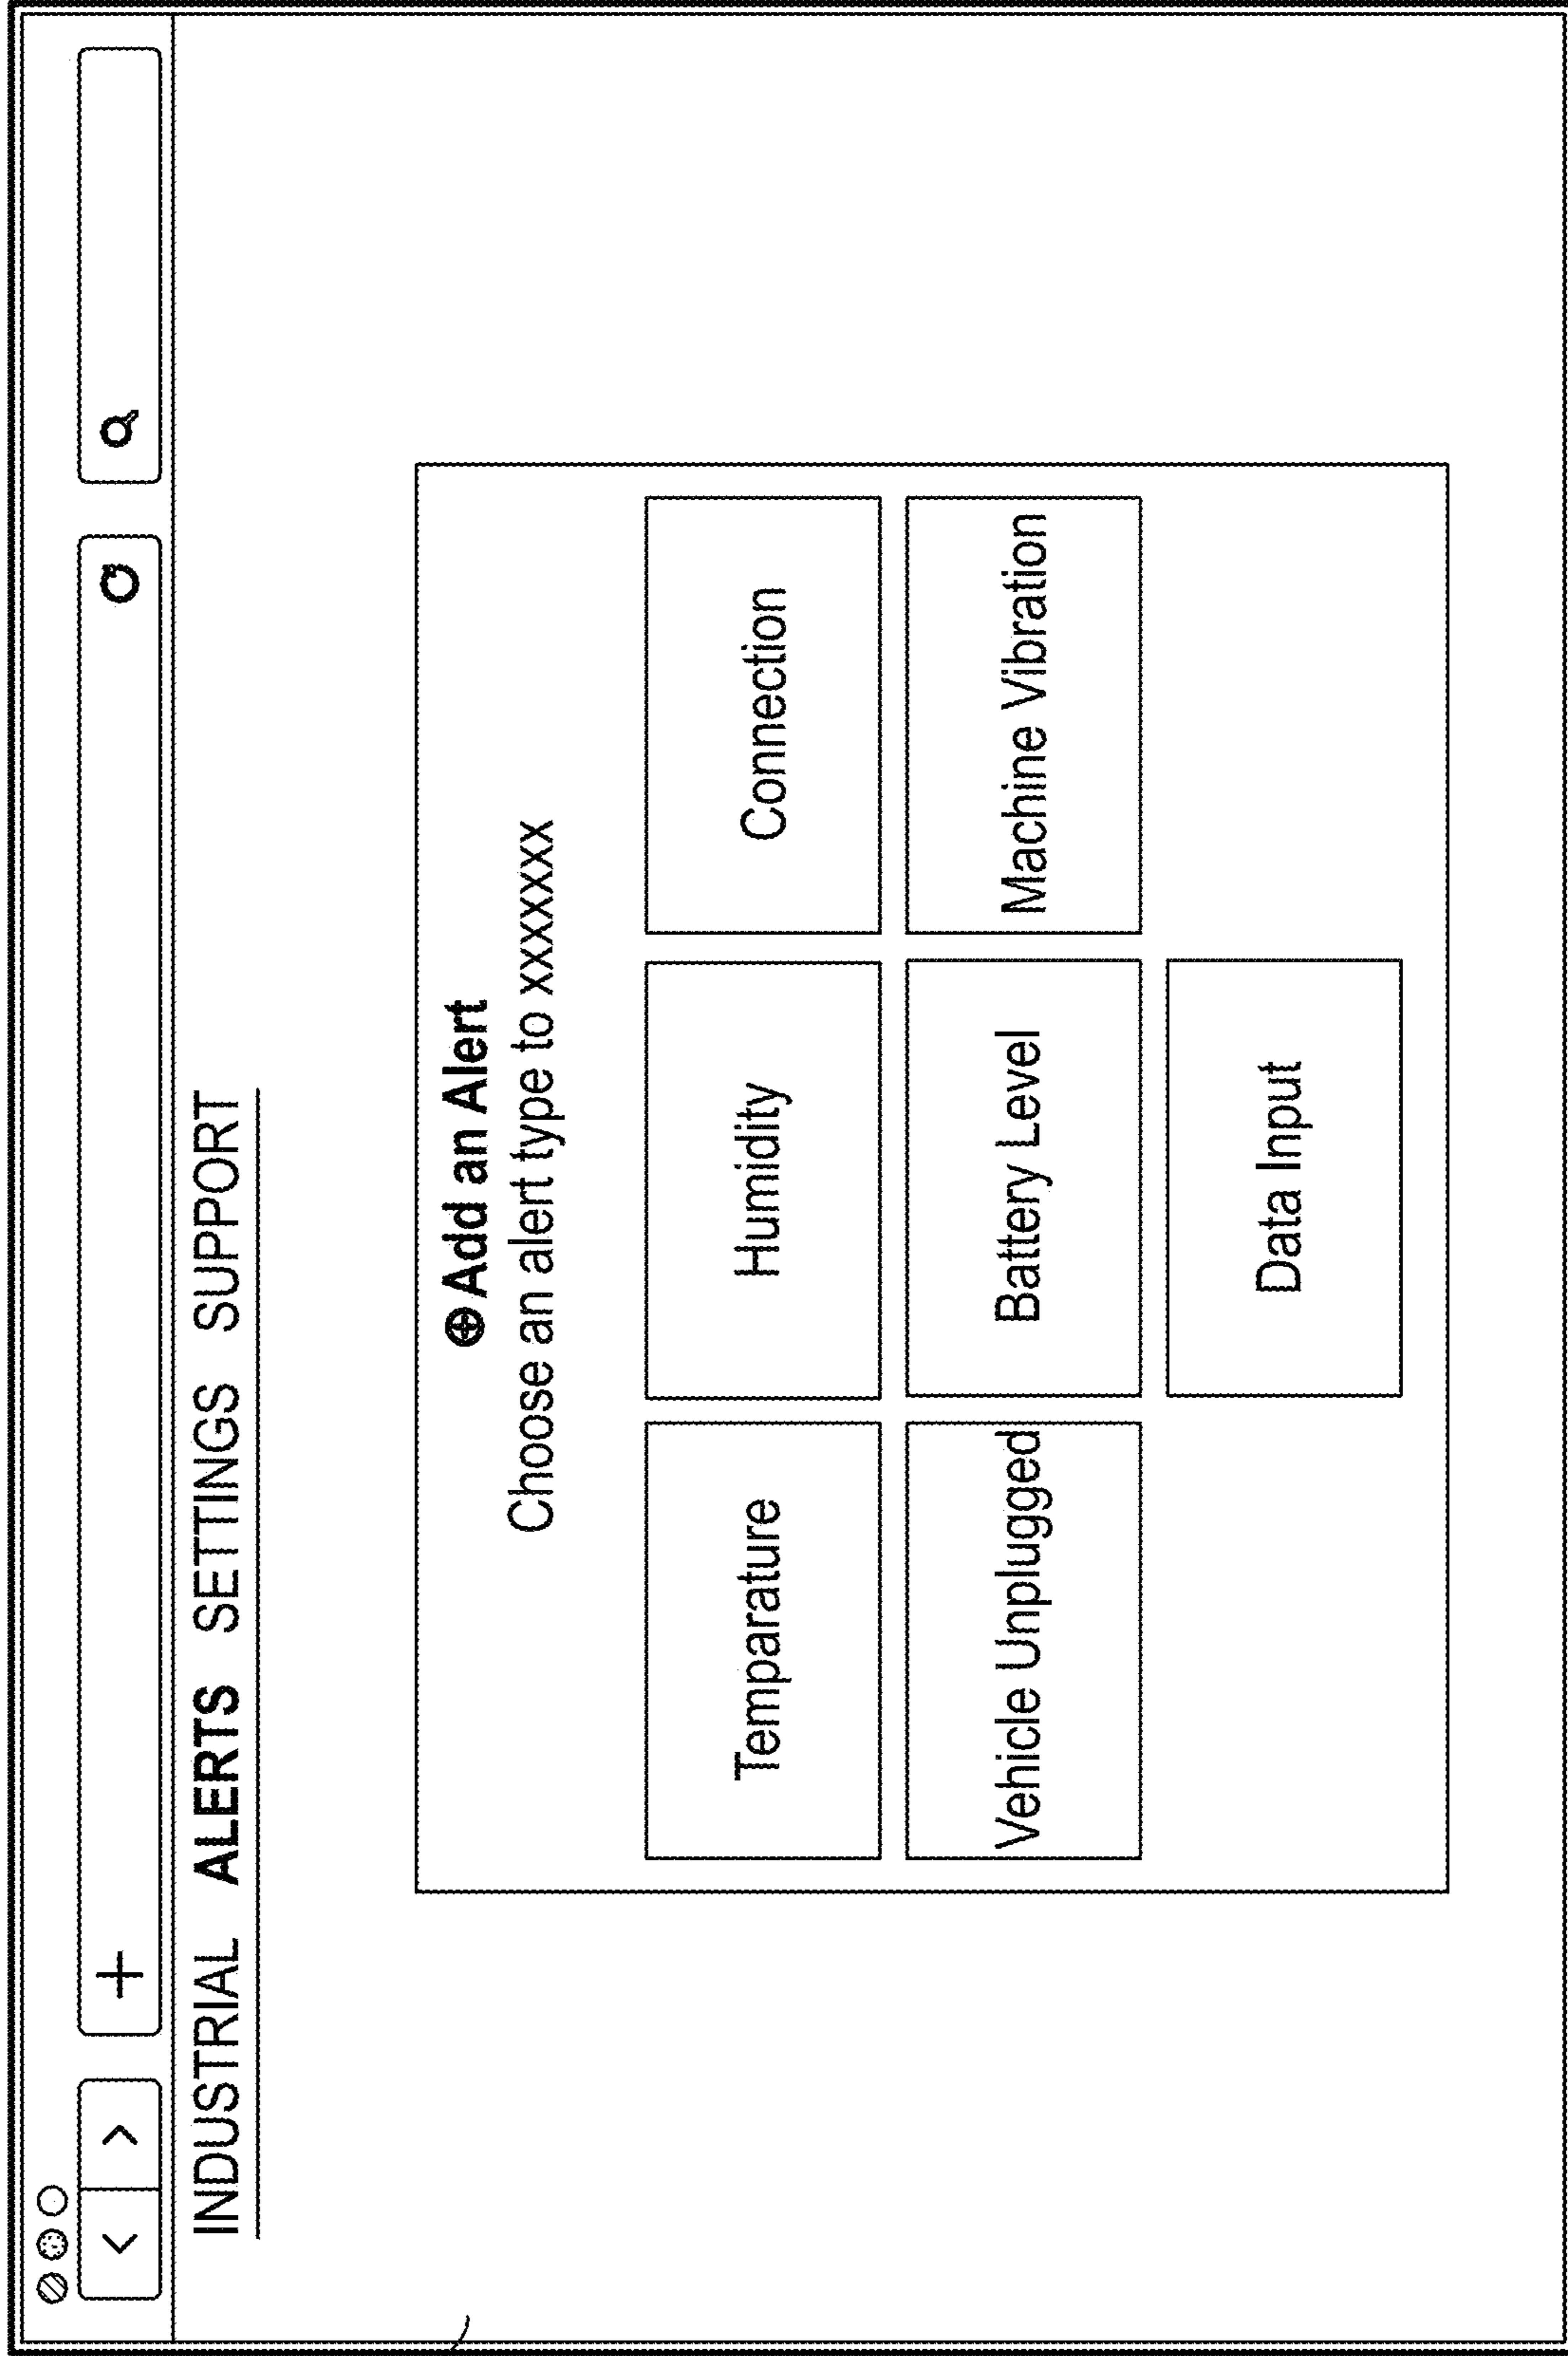 INDUSTRIAL ALERTS SETTINGS SUPPORT
Add an Alert
Choose an alert type to xxxxxx
Temparature
Humidity
Connection
Vehicle Unplugged
Battery Level
Machine Vibration
Data Input